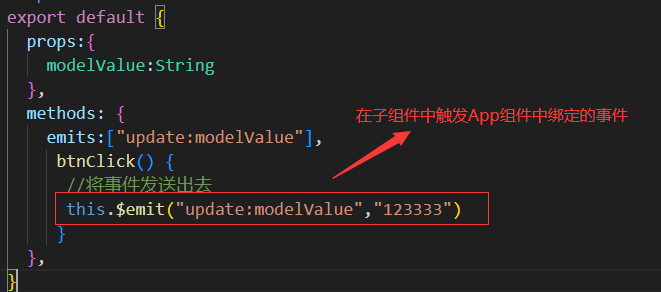 export default {
props:{
modelValue:String
},
methods: {
在子组件中触发App组件中绑定的事件
emits:["update:modelValue"],
btnClick() {
//将事件发送出去
this.$emit("update:modelValue","123333")
}
},
}